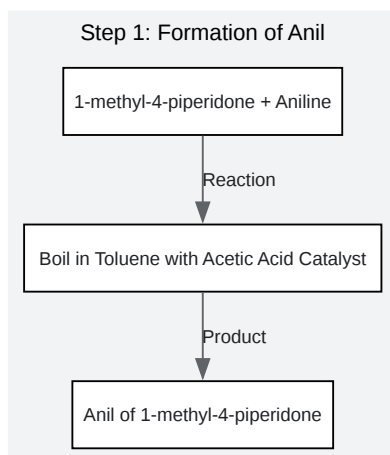 Step 1: Formation of Anil
1-methyl-4-piperidone + Aniline
Reaction
Boil in Toluene with Acetic Acid Catalyst
Product
Anil of 1-methyl-4-piperidone